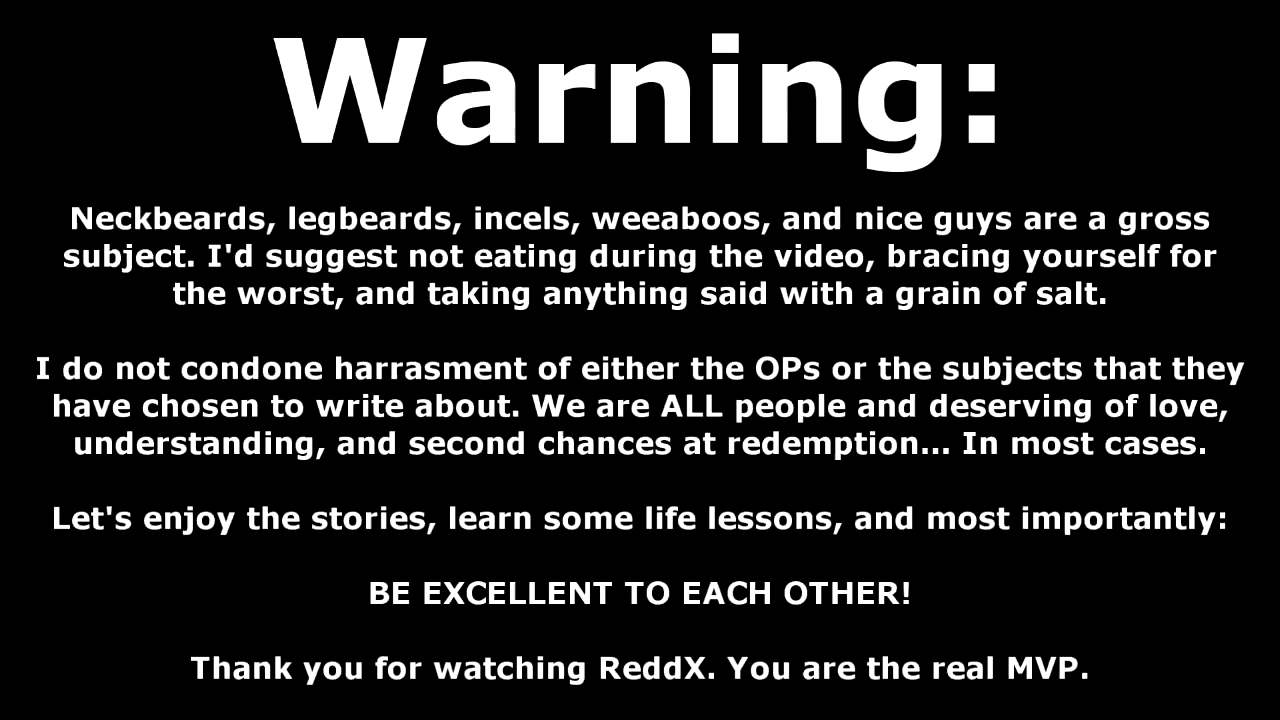 Warning:
Neckbeards, legbeards, incels, weeaboos, and nice guys are a gross
subject. I'd suggest not eating during the video, bracing yourself for
the worst, and taking anything said with a grain of salt.
I do not condone harrasment of either the OPs or the subjects that they
have chosen to write about. We are ALL people and deserving of love,
understanding, and second chances at redemption... In most cases.
Let's enjoy the stories, learn some life lessons, and most importantly:
BE EXCELLENT TO EACH OTHER!
Thank you for watching ReddX. You are the real MVP.